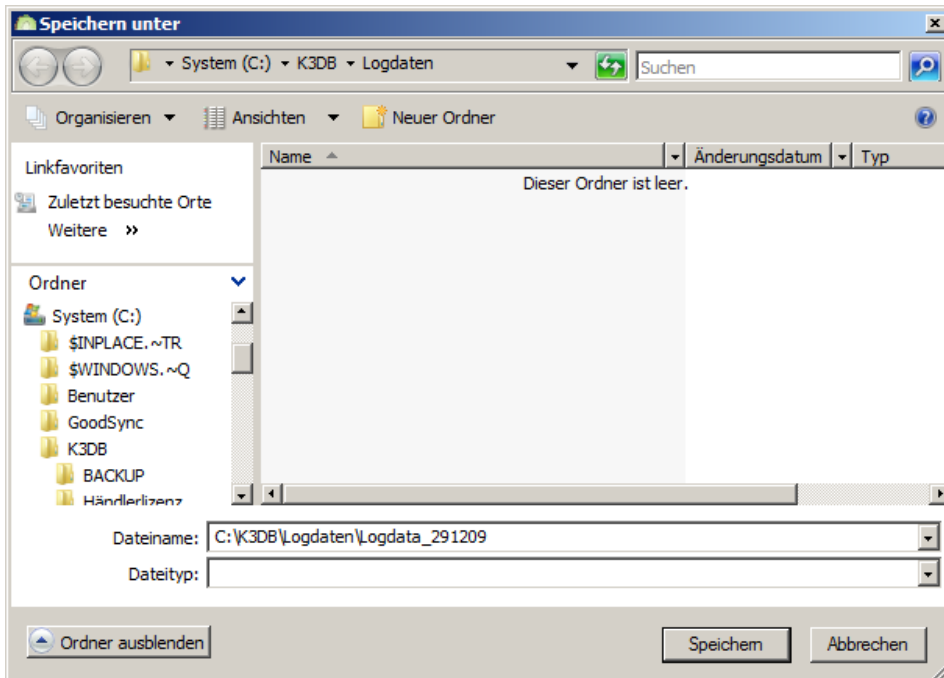 Speichern unter
System (C:) K3DB Logdaten
Suchen
Organisieren Ansichten Neuer Ordner
Linkfavoriten
Zuletzt besuchte Orte
Weitere »
Name Änderungsdatum Typ
Dieser Ordner ist leer.
Ordner
System (C:)
$INPLACE.~TR
$WINDOWS.~Q
Benutzer
GoodSync
K3DB
BACKUP
Händlerlizenz
Dateiname: C:\K3DB\Logdaten\Logdata_291209
Dateityp:
Ordner ausblenden Speichern Abbrechen